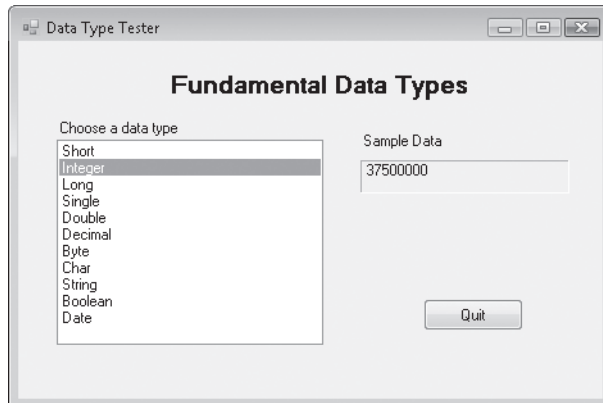 Data Type Tester
Fundamental Data Types
Choose a data type
Short
Integer
Long
Single
Double
Decimal
Byte
Char
String
Boolean
Date
Sample Data
37500000
Quit